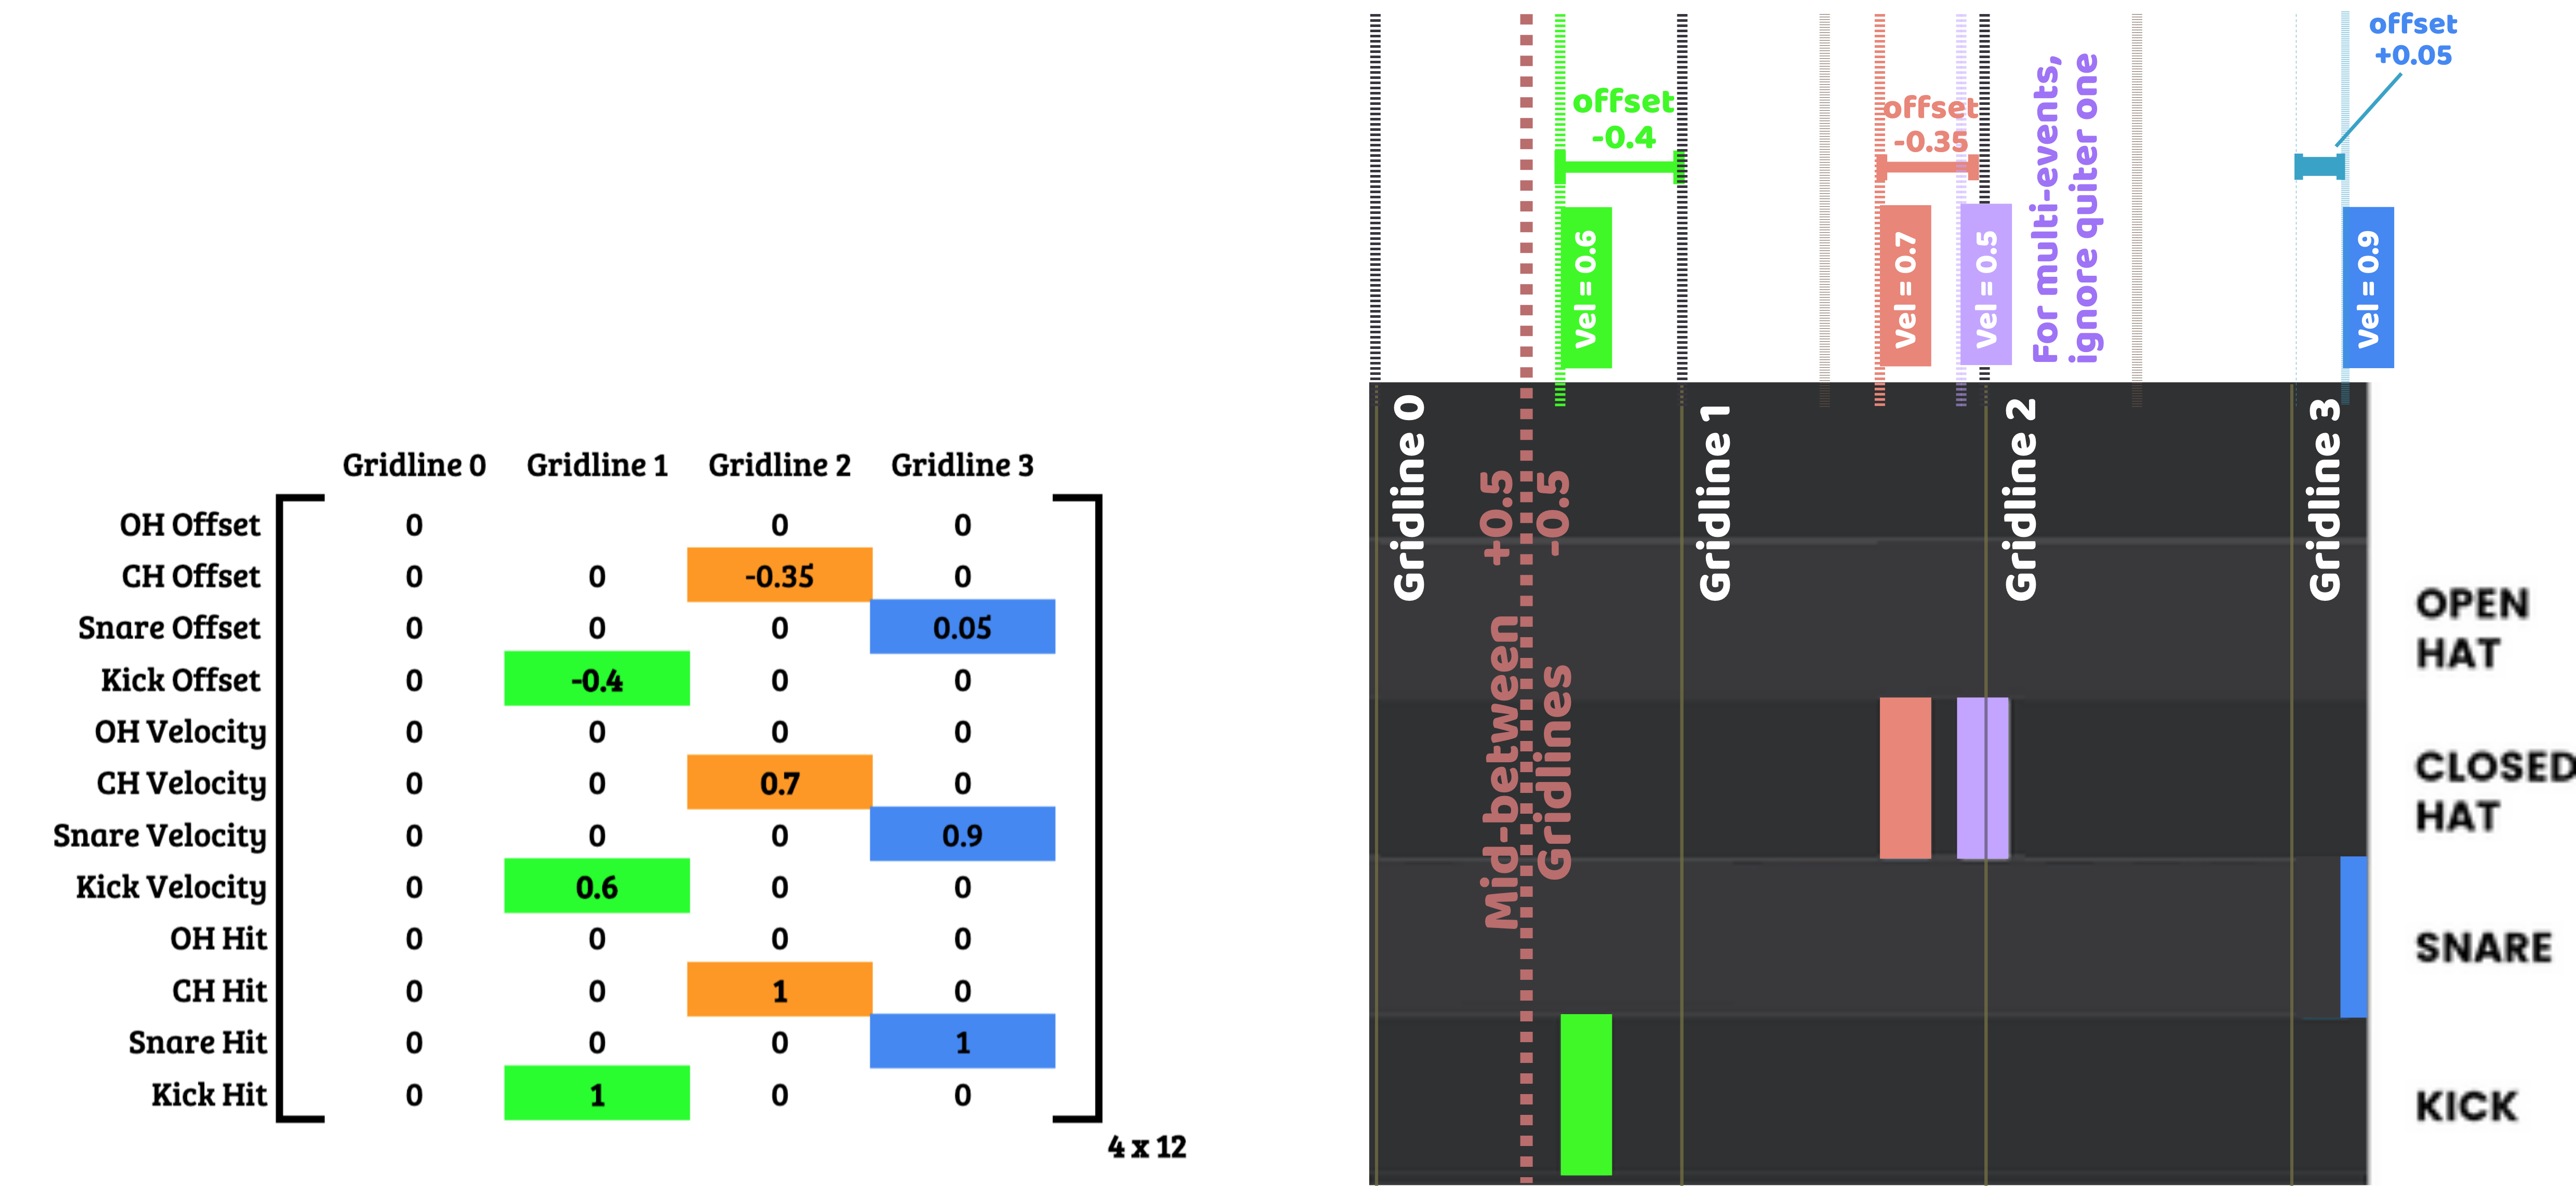 Gridline 0 Gridline 1 Gridline 2 Gridline 3
OH Offset 0 0 0
CH Offset 0 0 -0.35 0
Snare Offset 0 0 0 0.05
Kick Offset 0 -0.4 0 0
OH Velocity 0 0 0 0
CH Velocity 0 0 0.7 0
Snare Velocity 0 0 0 0.9
Kick Velocity 0 0.6 0 0
OH Hit 0 0 0 0
CH Hit 0 0 1 0
Snare Hit 0 0 0 1
Kick Hit 0 1 0 0
4 x 12
offset
-0.4
offset
-0.35
offset
+0.05
Vel = 0.6
Vel = 0.7
Vel = 0.5
For multi-events,
ignore quiter one
Vel = 0.9
Gridline 0
Mid-between +0.5
Gridlines -0.5
Gridline 1
Gridline 2
Gridline 3
OPEN
HAT
CLOSED
HAT
SNARE
KICK